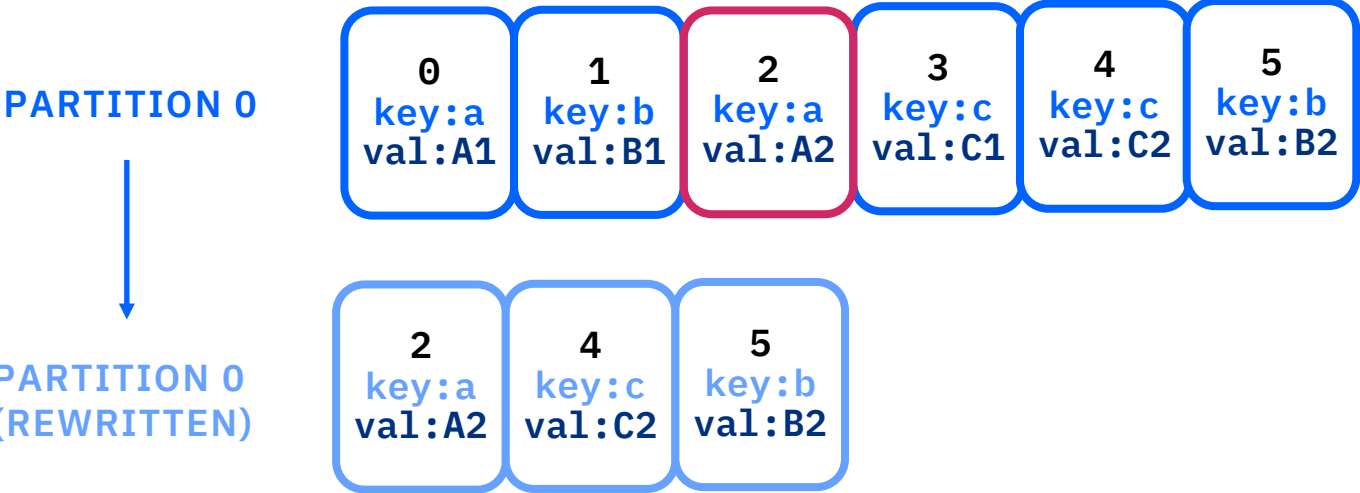 PARTITION 0
0
key:a
val:A1
1
key:b
val:B1
2
key:a
val:A2
3
key:c
val:C1
4
key:c
val:C2
5
key:b
val:B2
PARTITION 0
(REWRITTEN)
2
key:a
val:A2
4
key:c
val:C2
5
key:b
val:B2